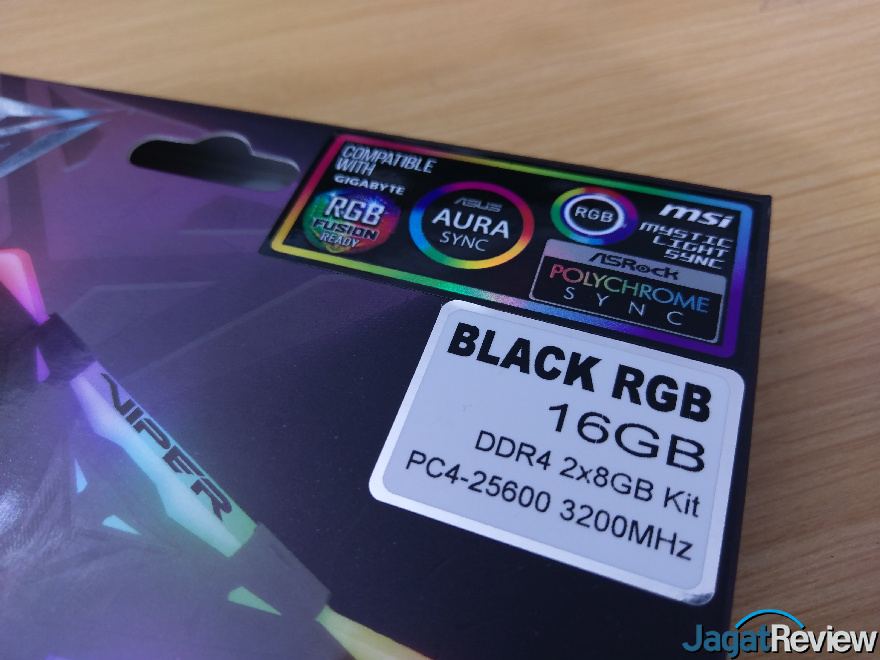 COMPATIBLE
WITH
GIGABYTE
RGB
FUSION
READY
ASUS
AURA
SYNC
RGB
msi
MYSTIC
LIGHT
SYNC
ASRock
POLYCHROME
SYNC
BLACK RGB
16GB
DDR4 2x8GB Kit
PC4-25600 3200MHz
VIPER
JagatReview